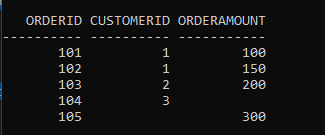 ORDERID CUSTOMERID ORDERAMOUNT
---------- ---------- -----------
101 1 100
102 1 150
103 2 200
104 3
105 300